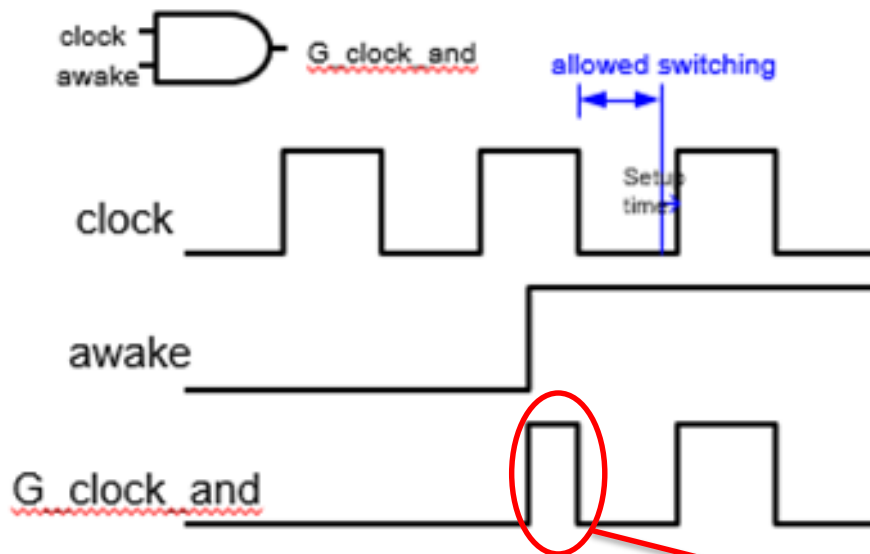 clock
awake
G_clock_and
allowed switching
Setup
time
clock
awake
G_clock_and